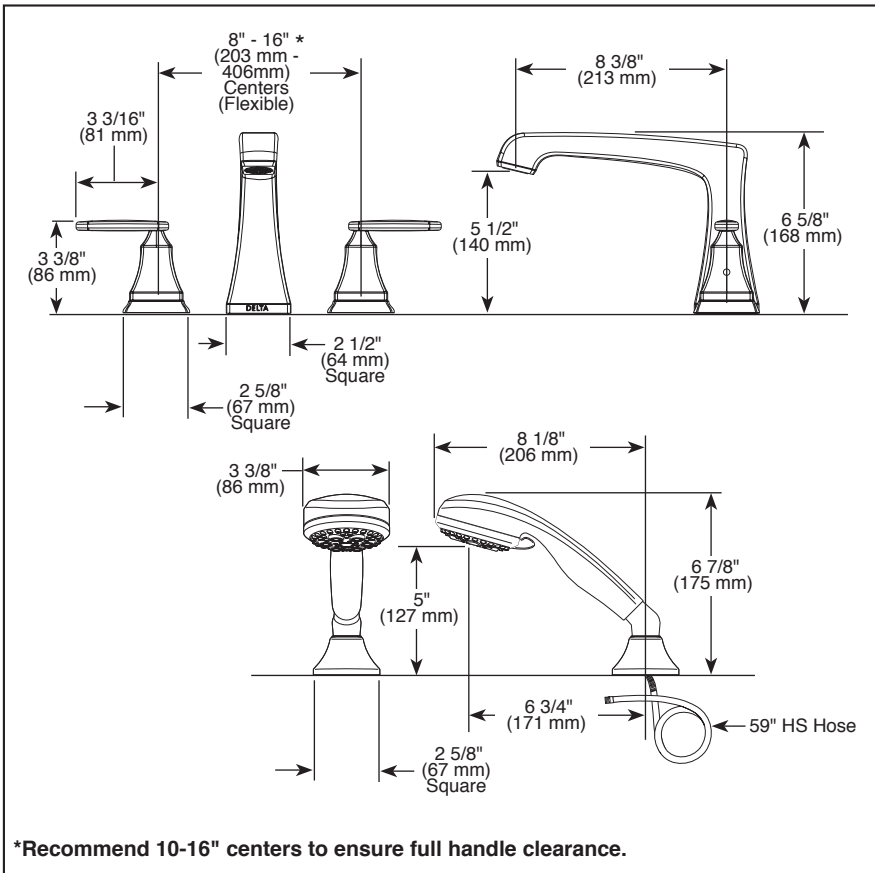 8" - 16" *
(203 mm -
406mm)
Centers
(Flexible)
8 3/8"
(213 mm)
3 3/16"
(81 mm)
3 3/8"
(86 mm)
5 1/2"
(140 mm)
6 5/8"
(168 mm)
DELTA
2 1/2"
(64 mm)
Square
2 5/8"
(67 mm)
Square
3 3/8"
(86 mm)
8 1/8"
(206 mm)
5"
(127 mm)
6 7/8"
(175 mm)
6 3/4"
(171 mm)
59" HS Hose
2 5/8"
(67 mm)
Square
*Recommend 10-16" centers to ensure full handle clearance.